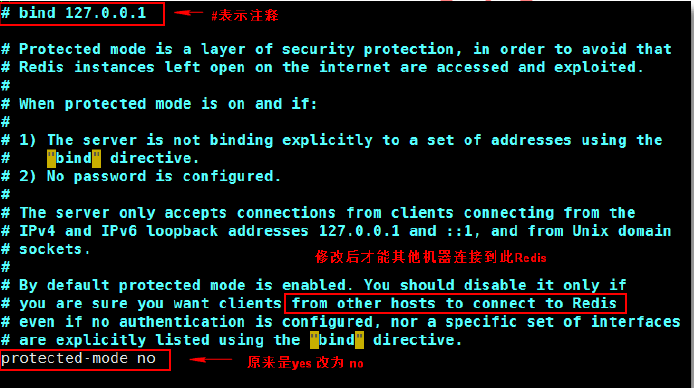 # bind 127.0.0.1
#表示注释
# Protected mode is a layer of security protection, in order to avoid that
# Redis instances left open on the internet are accessed and exploited.
#
# When protected mode is on and if:
#
# 1) The server is not binding explicitly to a set of addresses using the
#    "bind" directive.
# 2) No password is configured.
#
# The server only accepts connections from clients connecting from the
# IPv4 and IPv6 loopback addresses 127.0.0.1 and ::1, and from Unix domain
# sockets.
修改后才能其他机器连接到此Redis
#
# By default protected mode is enabled. You should disable it only if
# you are sure you want clients from other hosts to connect to Redis
# even if no authentication is configured, nor a specific set of interfaces
# are explicitly listed using the "bind" directive.
protected-mode no
原来是yes 改为 no